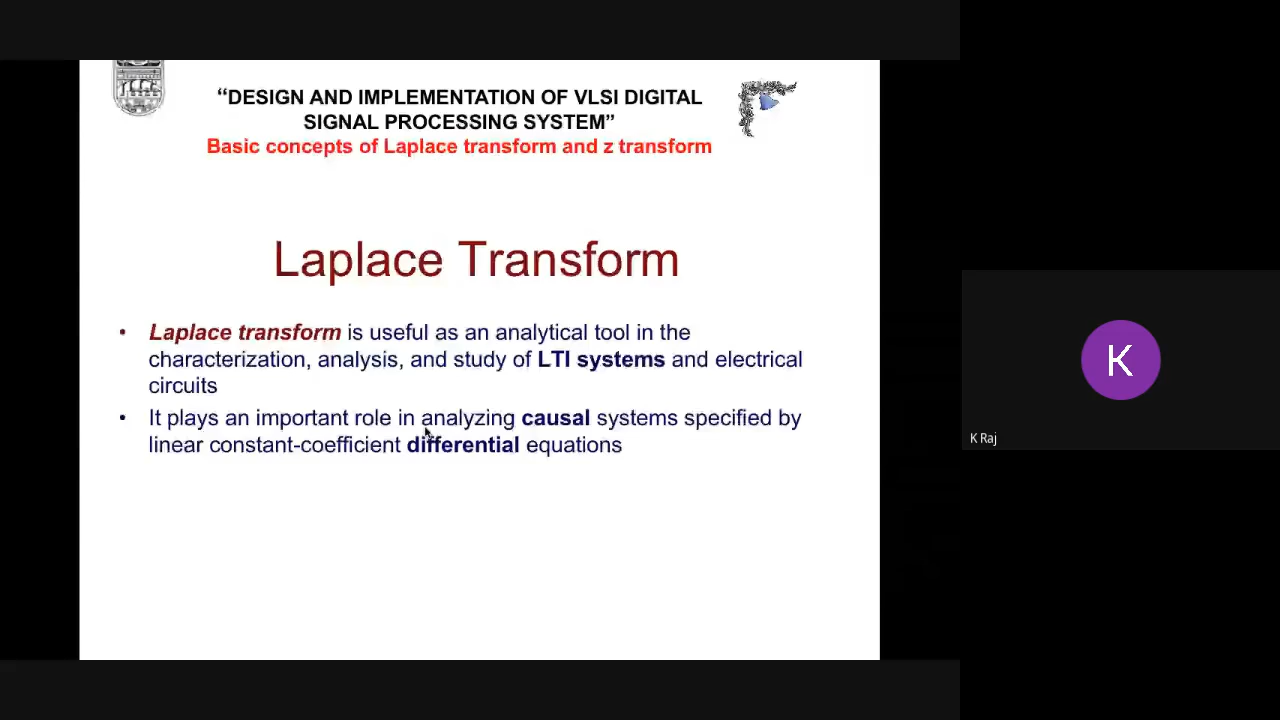 “DESIGN AND IMPLEMENTATION OF VLSI DIGITAL
SIGNAL PROCESSING SYSTEM”
Basic concepts of Laplace transform and z transform
Laplace Transform
• Laplace transform is useful as an analytical tool in the
characterization, analysis, and study of LTI systems and electrical
circuits
• It plays an important role in analyzing causal systems specified by
linear constant-coefficient differential equations
K
K Raj